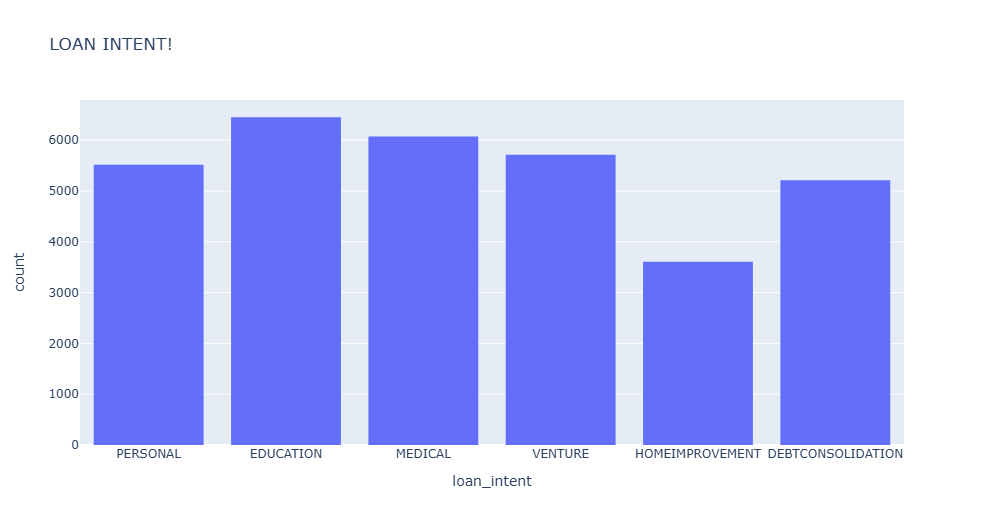 LOAN INTENT!
6000
5000
4000
3000
2000
1000
0
count
PERSONAL EDUCATION MEDICAL VENTURE HOMEIMPROVEMENT DEBTCONSOLIDATION
loan_intent